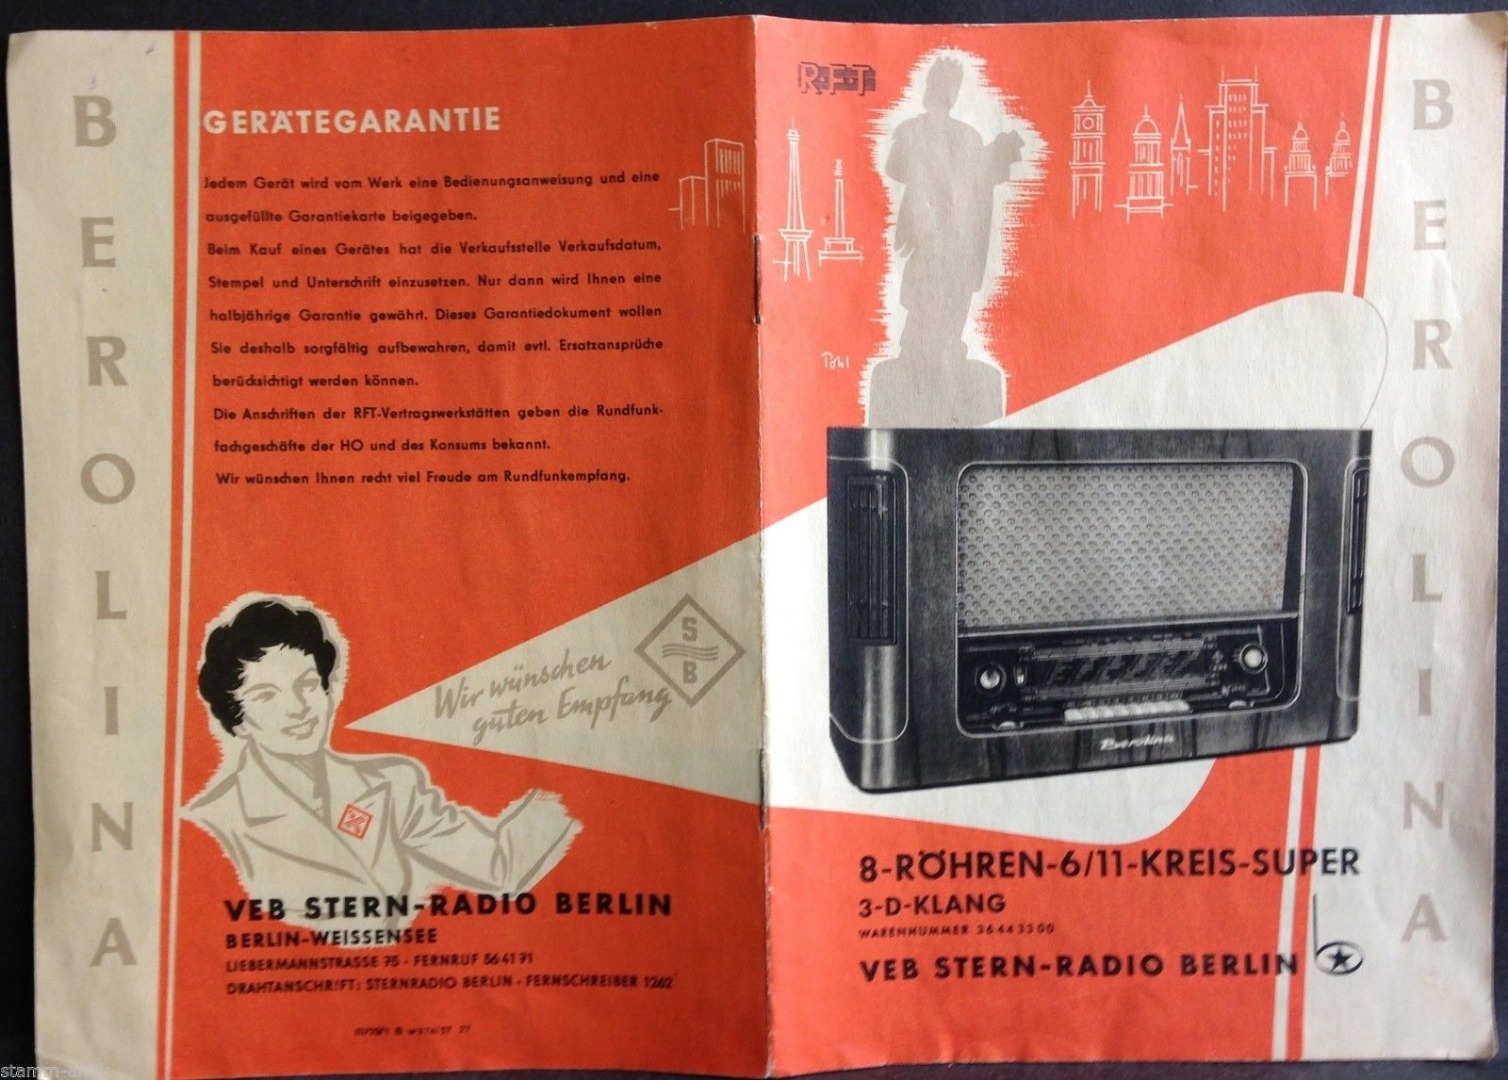 BEROLINA
GERÄTEGARANTIE
Jedem Gerät wird vom Werk eine Bedienungsanweisung und eine
ausgefüllte Garantiekarte beigegeben.
Beim Kauf eines Gerätes hat die Verkaufsstelle Verkaufsdatum,
Stempel und Unterschrift einzusetzen. Nur dann wird Ihnen eine
halbjährige Garantie gewährt. Dieses Garantiedokument wollen
Sie deshalb sorgfältig aufbewahren, damit evtl. Ersatzansprüche
berücksichtigt werden können.
Die Anschriften der RFT-Vertragswerkstätten geben die Rundfunk-
fachgeschäfte der HO und des Konsums bekannt.
Wir wünschen Ihnen recht viel Freude am Rundfunkempfang.
Wir wünschen
guten Empfang
S
B
VEB STERN-RADIO BERLIN
BERLIN-WEISSENSEE
LIEBERMANNSTRASSE 75 - FERNRUF 564171
DRAHTANSCHRIFT: STERNRADIO BERLIN - FERNSCHREIBER 1262
RFT
Pohl
Berolina
8-RÖHREN-6/11-KREIS-SUPER
3-D-KLANG
WARENNUMMER 36443300
VEB STERN-RADIO BERLIN
b
BEROLINA